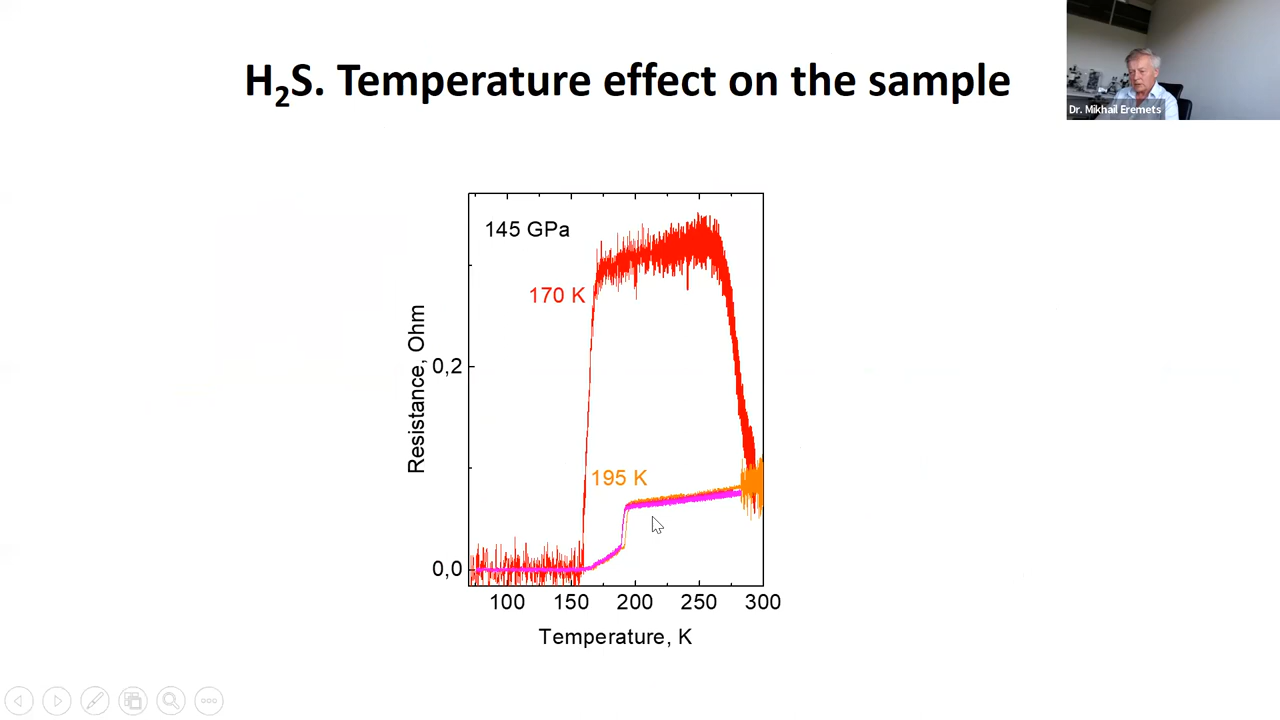 H₂S. Temperature effect on the sample
Dr. Mikhail Eremets
145 GPa
170 K
195 K
Resistance, Ohm
0,2
0,0
100 150 200 250 300
Temperature, K